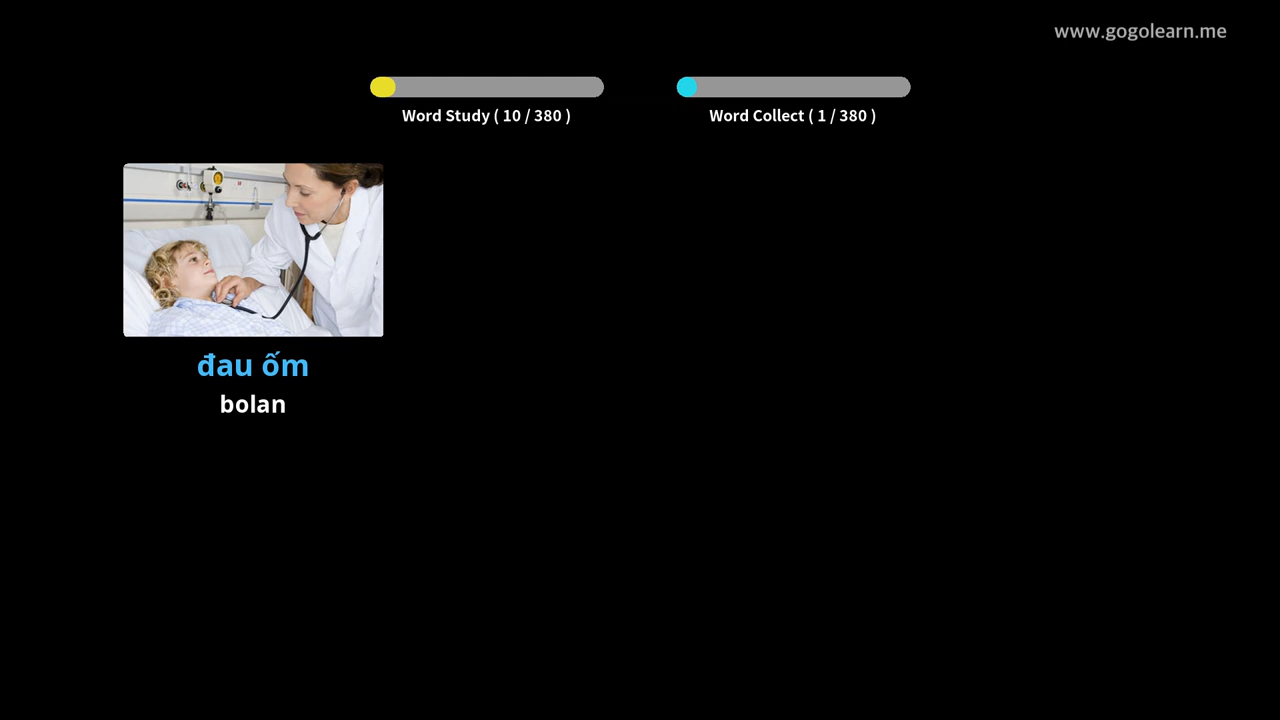 www.gogolearn.me
Word Study ( 10 / 380 )
Word Collect ( 1 / 380 )
đau ốm
bolan